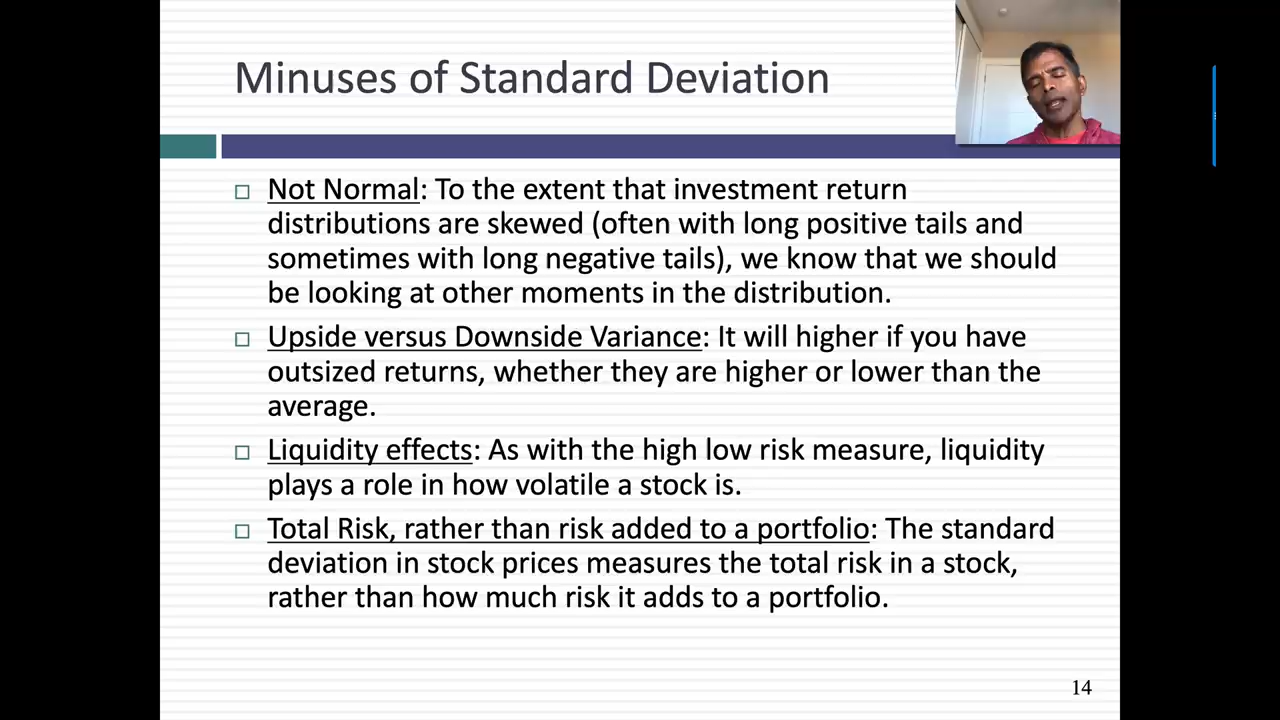 Minuses of Standard Deviation
Not Normal: To the extent that investment return
distributions are skewed (often with long positive tails and
sometimes with long negative tails), we know that we should
be looking at other moments in the distribution.
Upside versus Downside Variance: It will higher if you have
outsized returns, whether they are higher or lower than the
average.
Liquidity effects: As with the high low risk measure, liquidity
plays a role in how volatile a stock is.
Total Risk, rather than risk added to a portfolio: The standard
deviation in stock prices measures the total risk in a stock,
rather than how much risk it adds to a portfolio.
14